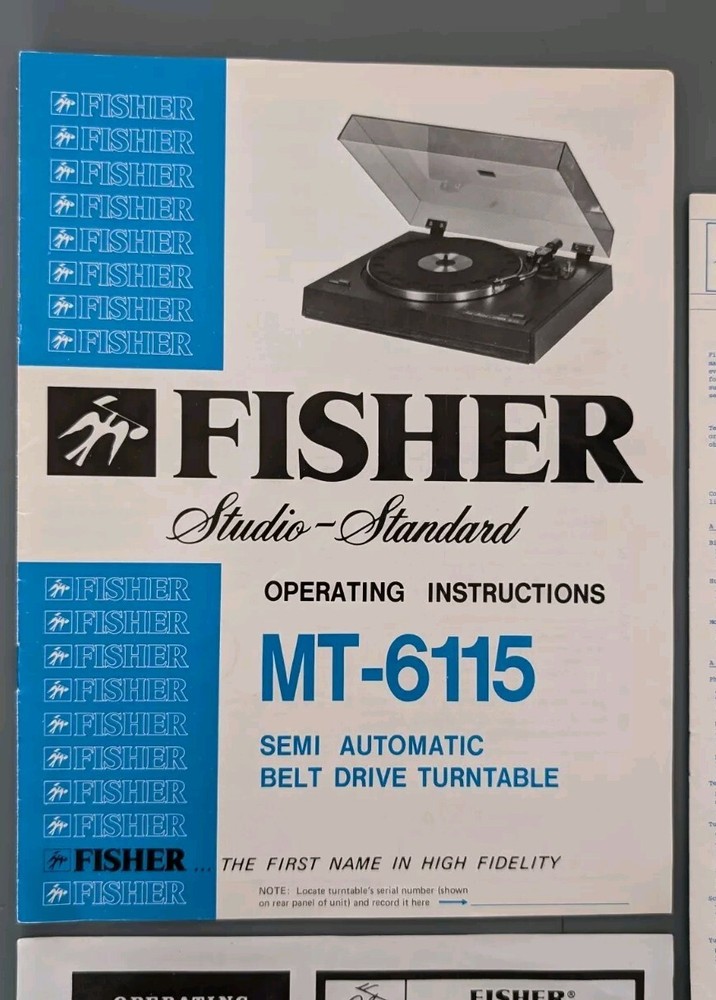 FISHER
FISHER
FISHER
FISHER
FISHER
FISHER
FISHER
FISHER
FISHER
Studio-Standard
FISHER
FISHER
FISHER
FISHER
FISHER
FISHER
FISHER
FISHER
OPERATING INSTRUCTIONS
MT-6115
SEMI AUTOMATIC
BELT DRIVE TURNTABLE
FISHER... THE FIRST NAME IN HIGH FIDELITY
FISHER
NOTE: Locate turntable's serial number (shown
on rear panel of unit) and record it here
OPERATING
FISHER®